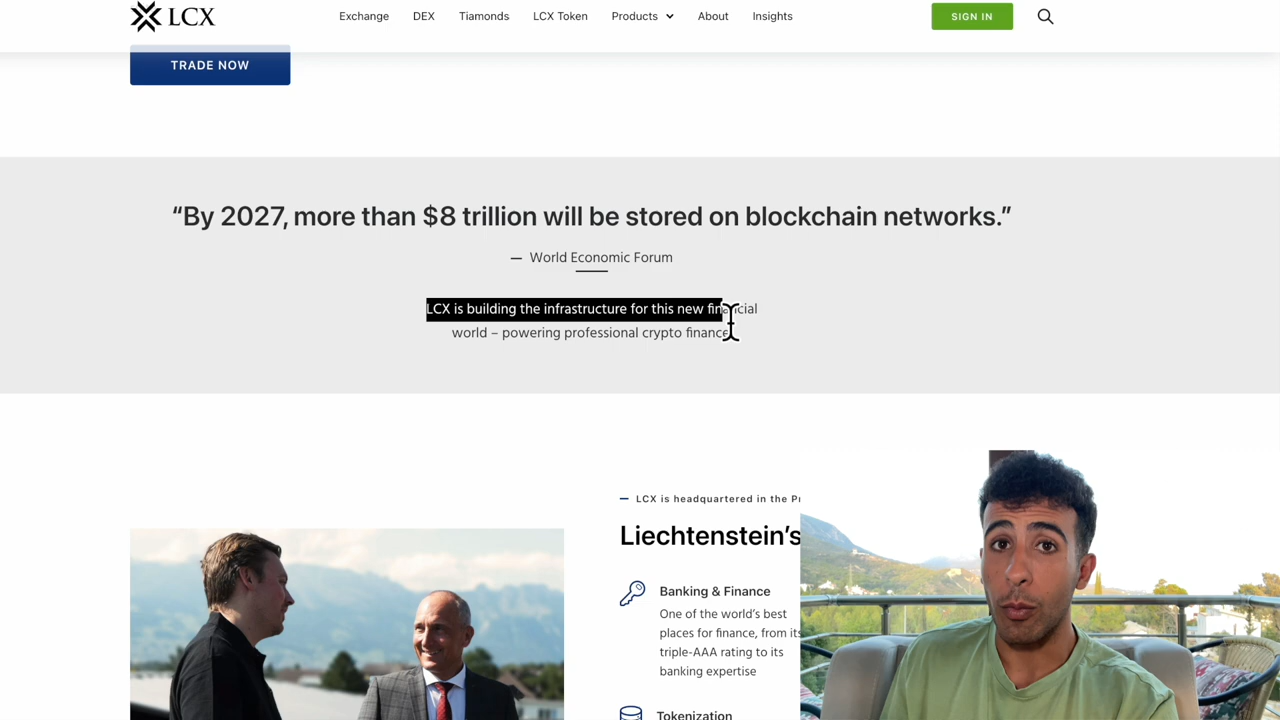 LCX
Exchange
DEX
Tiamonds
LCX Token
Products
About
Insights
SIGN IN
TRADE NOW
“By 2027, more than $8 trillion will be stored on blockchain networks.”
— World Economic Forum
LCX is building the infrastructure for this new financial
world – powering professional crypto finance
— LCX is headquartered in the
Liechtenstein’s
Banking & Finance
One of the world’s best
places for finance, from its
triple-AAA rating to its
banking expertise
Tokenization